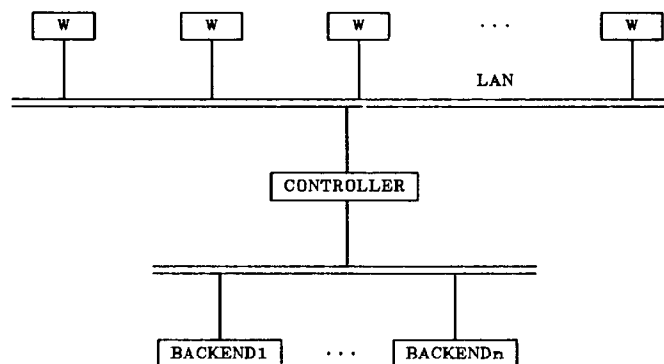 W W W ... W
LAN
CONTROLLER
BACKEND1 ... BACKENDn